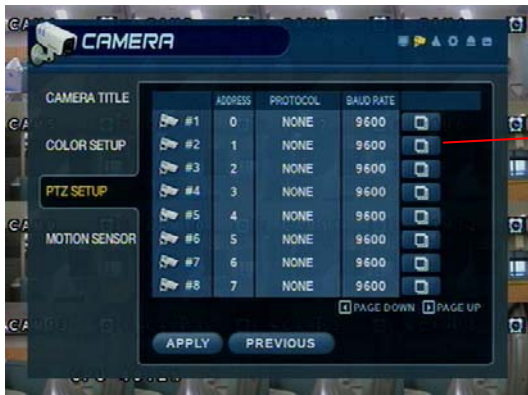 CAMERA
CAMERA TITLE
COLOR SETUP
PTZ SETUP
MOTION SENSOR
ADDRESS PROTOCOL BAUD RATE
#1 0 NONE 9600
#2 1 NONE 9600
#3 2 NONE 9600
#4 3 NONE 9600
#5 4 NONE 9600
#6 5 NONE 9600
#7 6 NONE 9600
#8 7 NONE 9600
PAGE DOWN PAGE UP
APPLY PREVIOUS